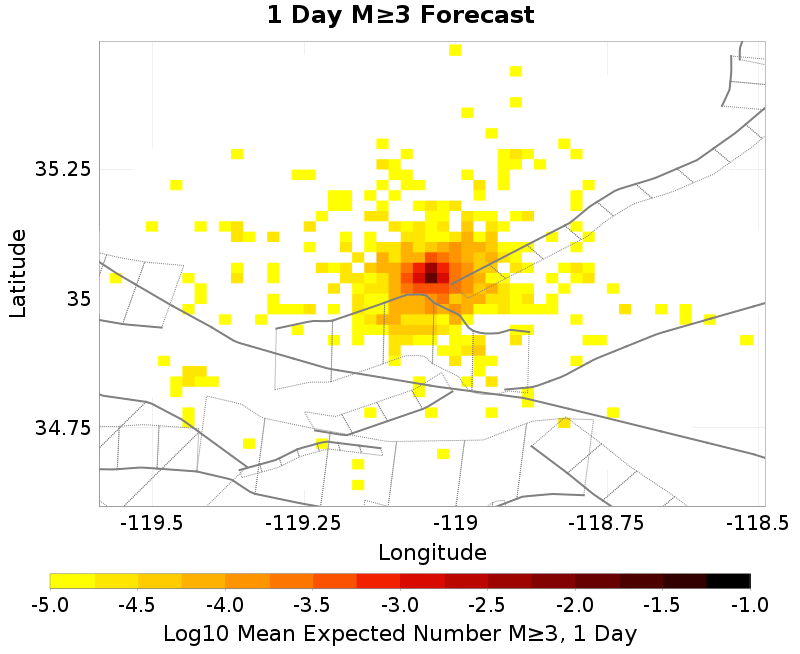 1 Day M≥3 Forecast
Latitude
35.25
35
34.75
-119.5 -119.25 -119 -118.75 -118.5
Longitude
-5.0 -4.5 -4.0 -3.5 -3.0 -2.5 -2.0 -1.5 -1.0
Log10 Mean Expected Number M≥3, 1 Day